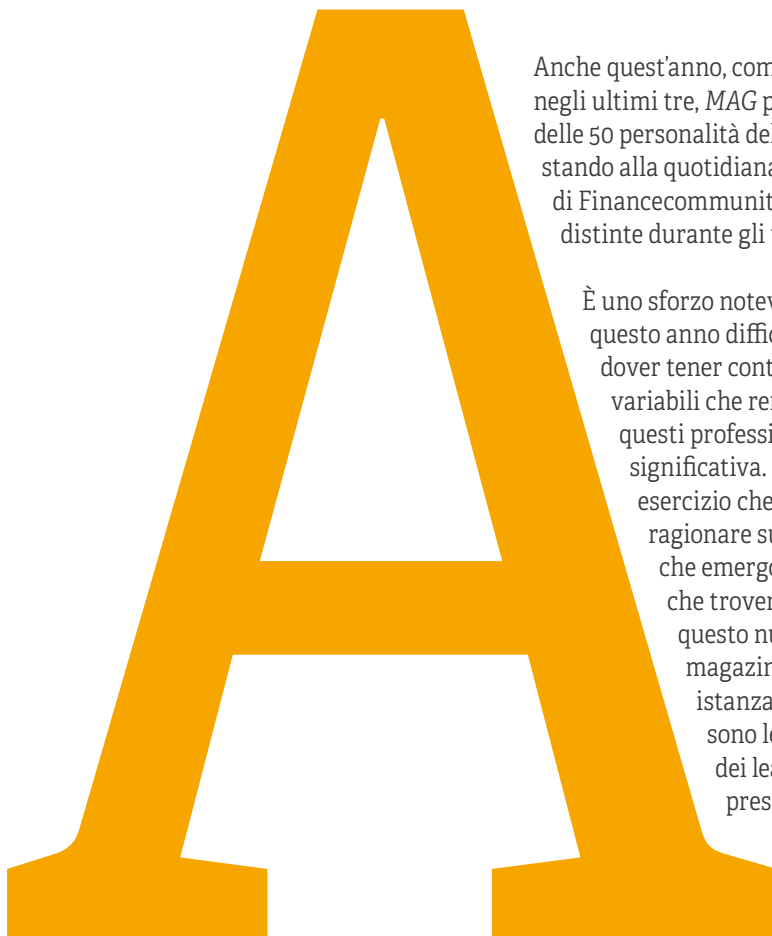 A
Anche quest'anno, com
negli ultimi tre, MAG p
delle 50 personalità del
stando alla quotidiana
di Financecommunit
distinte durante gli
È uno sforzo notev
questo anno diffic
dover tener cont
variabili che re
questi professi
significativa.
esercizio che
ragionare su
che emergo
che trover
questo nu
magazin
istanza
sono le
dei lea
pres